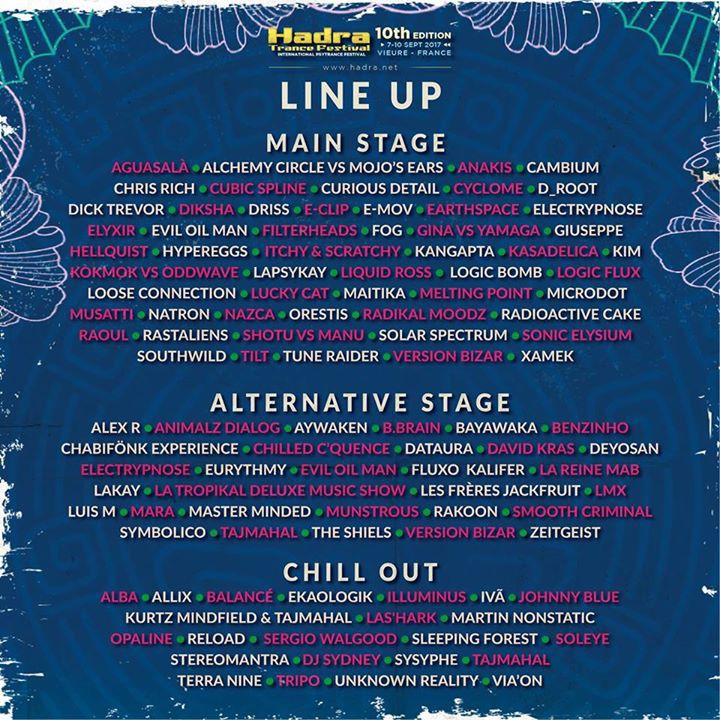 Hadra
Trance Festival
INTERNATIONAL PSYTRANCE FESTIVAL
10th EDITION
7-10 SEPT 2017
VIEURE - FRANCE
www.hadra.net
LINE UP
MAIN STAGE
AGUASALÀ • ALCHEMY CIRCLE VS MOJO'S EARS • ANAKIS • CAMBIUM
CHRIS RICH • CUBIC SPLINE • CURIOUS DETAIL • CYCLOME • D_ROOT
DICK TREVOR • DIKSHA • DRISS • E-CLIP • E-MOV • EARTHSPACE • ELECTRYPNOSE
ELYXIR • EVIL OIL MAN • FILTERHEADS • FOG • GINA VS YAMAGA • GIUSEPPE
HELLQUIST • HYPEREGGS • ITCHY & SCRATCHY • KANGAPTA • KASADELICA • KIM
KOKMOK VS ODDWAVE • LAPSYKAY • LIQUID ROSS • LOGIC BOMB • LOGIC FLUX
LOOSE CONNECTION • LUCKY CAT • MAITIKA • MELTING POINT • MICRODOT
MUSATTI • NATRON • NAZCA • ORESTIS • RADIKAL MOODZ • RADIOACTIVE CAKE
RAOUL • RASTALIENS • SHOTU VS MANU • SOLAR SPECTRUM • SONIC ELYSIUM
SOUTHWILD • TILT • TUNE RAIDER • VERSION BIZAR • XAMEK
ALTERNATIVE STAGE
ALEX R • ANIMALZ DIALOG • AYWAKEN • B.BRAIN • BAYAWAKA • BENZINHO
CHABIFÖNK EXPERIENCE • CHILLED C'QUENCE • DATAURA • DAVID KRAS • DEYOSAN
ELECTRYPNOSE • EURYTHMY • EVIL OIL MAN • FLUXO KALIFER • LA REINE MAB
LAKAY • LA TROPIKAL DELUXE MUSIC SHOW • LES FRÈRES JACKFRUIT • LMX
LUIS M • MARA • MASTER MINDED • MUNSTROUS • RAKOON • SMOOTH CRIMINAL
SYMBOLICO • TAJMAHAL • THE SHIELS • VERSION BIZAR • ZEITGEIST
CHILL OUT
ALBA • ALLIX • BALANCÉ • EKAOLOGIK • ILLUMINUS • IVÃ • JOHNNY BLUE
KURTZ MINDFIELD & TAJMAHAL • LAS'HARK • MARTIN NONSTATIC
OPALINE • RELOAD • SERGIO WALGOOD • SLEEPING FOREST • SOLEYE
STEREOMANTRA • DJ SYDNEY • SYSYPHE • TAJMAHAL
TERRA NINE • TRIPO • UNKNOWN REALITY • VIA'ON